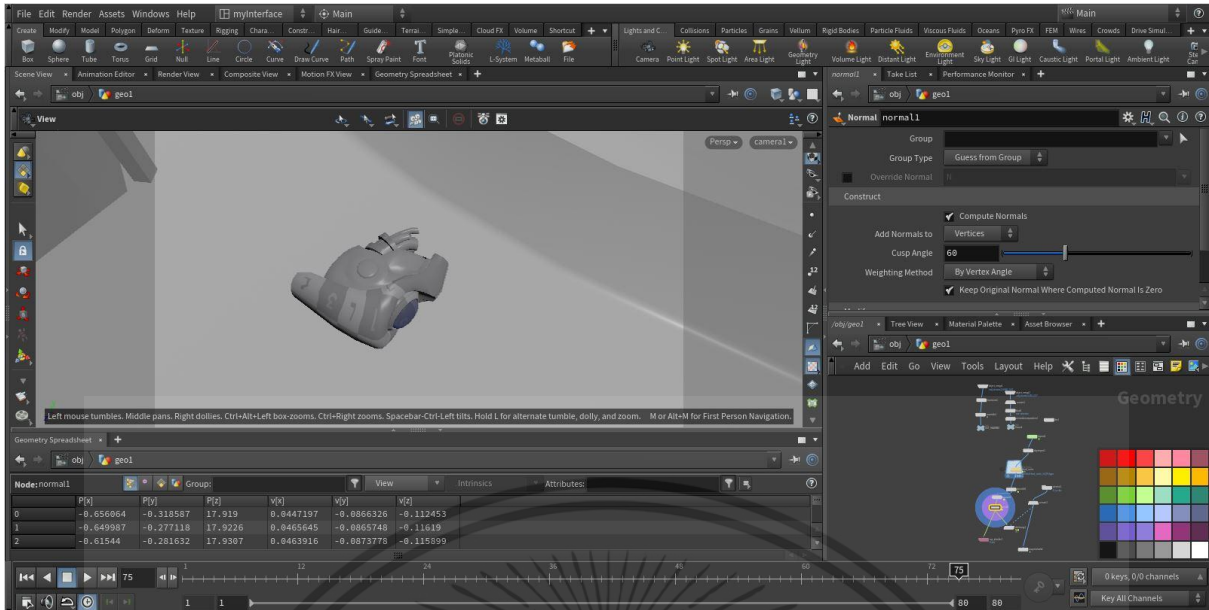 File Edit Render Assets Windows Help myInterface Main Main
Create Modify Model Polygon Deform Texture Rigging Chara... Constr... Hair... Guide... Terrai... Simple... Cloud FX Volume Shortcut Lights and C... Collisions Particles Grains Vellum Rigid Bodies Particle Fluids Viscous Fluids Oceans Pyro FX FEM Wires Crowds Drive Simul...
Box Sphere Tube Torus Grid Null Line Circle Curve Draw Curve Path Spray Paint Font Platonic Solids L-System Metaball File Camera Point Light Spot Light Area Light Geometry Light Volume Light Distant Light Environment Light Sky Light GI Light Caustic Light Portal Light Ambient Light
Scene View Animation Editor Render View Composite View Motion FX View Geometry Spreadsheet normal1 Take List Performance Monitor
obj geo1 obj geo1
View Normal normal1
Persp camera1
Group
Group Type Guess from Group
Override Normal N
Construct
Compute Normals
Add Normals to Vertices
Cusp Angle 60
Weighting Method By Vertex Angle
Keep Original Normal Where Computed Normal Is Zero
/obj/geo1 Tree View Material Palette Asset Browser
obj geo1
Add Edit Go View Tools Layout Help
Geometry
Left mouse tumbles. Middle pans. Right dollies. Ctrl+Alt+Left box-zooms. Ctrl+Right zooms. Spacebar-Ctrl-Left tilts. Hold L for alternate tumble, dolly, and zoom. M or Alt+M for First Person Navigation.
Geometry Spreadsheet
obj geo1
Node: normal1 Group: View Intrinsics Attributes:
P[x] P[y] P[z] v[x] v[y] v[z]
0 -0.656064 -0.318587 17.919 0.0447197 -0.0866326 -0.112453
1 -0.649987 -0.277118 17.9226 0.0465645 -0.0865748 -0.11619
2 -0.61544 -0.281632 17.9307 0.0463916 -0.0873778 -0.115899
75 12 24 36 48 60 72 75
0 keys, 0/0 channels
1 1 80 80 Key All Channels